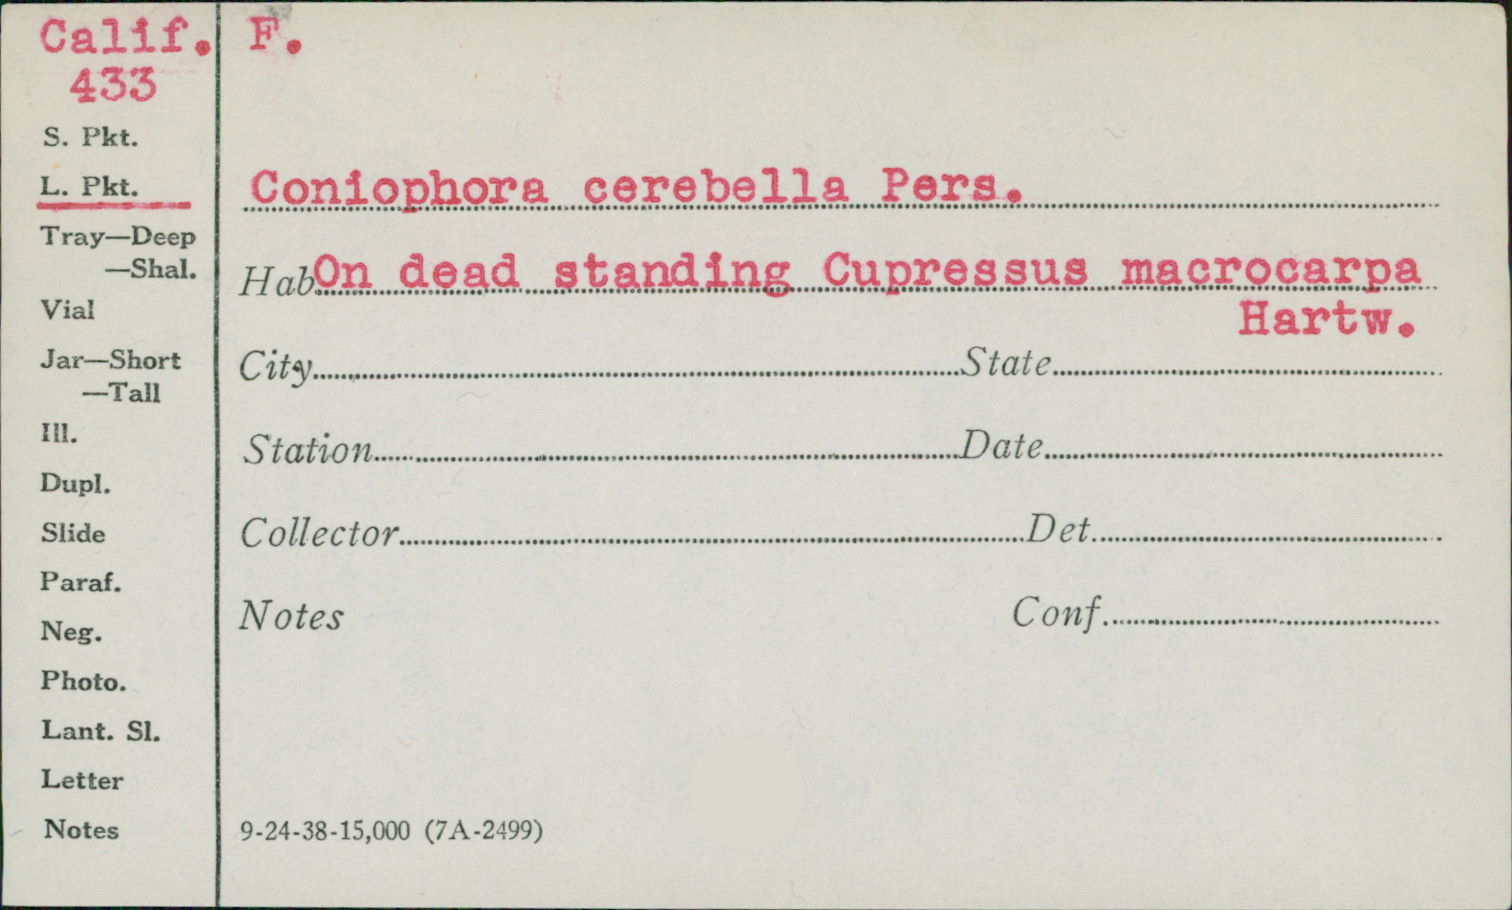 Calif. F.
433
S. Pkt.
L. Pkt.
Coniophora cerebella Pers.
Tray—Deep
—Shal.
Hab On dead standing Cupressus macrocarpa
Hartw.
Vial
Jar—Short
—Tall
City State
Ill.
Station Date
Dupl.
Slide
Collector Det.
Paraf.
Neg.
Notes Conf.
Photo.
Lant. Sl.
Letter
Notes
9-24-38-15,000 (7A-2499)